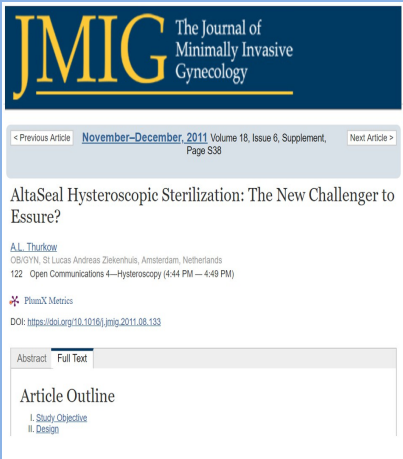 JMIG
The Journal of
Minimally Invasive
Gynecology
< Previous Article
November–December, 2011 Volume 18, Issue 6, Supplement,
Page S38
Next Article >
AltaSeal Hysteroscopic Sterilization: The New Challenger to
Essure?
A.L. Thurkow
OB/GYN, St Lucas Andreas Ziekenhuis, Amsterdam, Netherlands
122 Open Communications 4—Hysteroscopy (4:44 PM — 4:49 PM)
PlumX Metrics
DOI: https://doi.org/10.1016/j.jmig.2011.08.133
Abstract
Full Text
Article Outline
I. Study Objective
II. Design